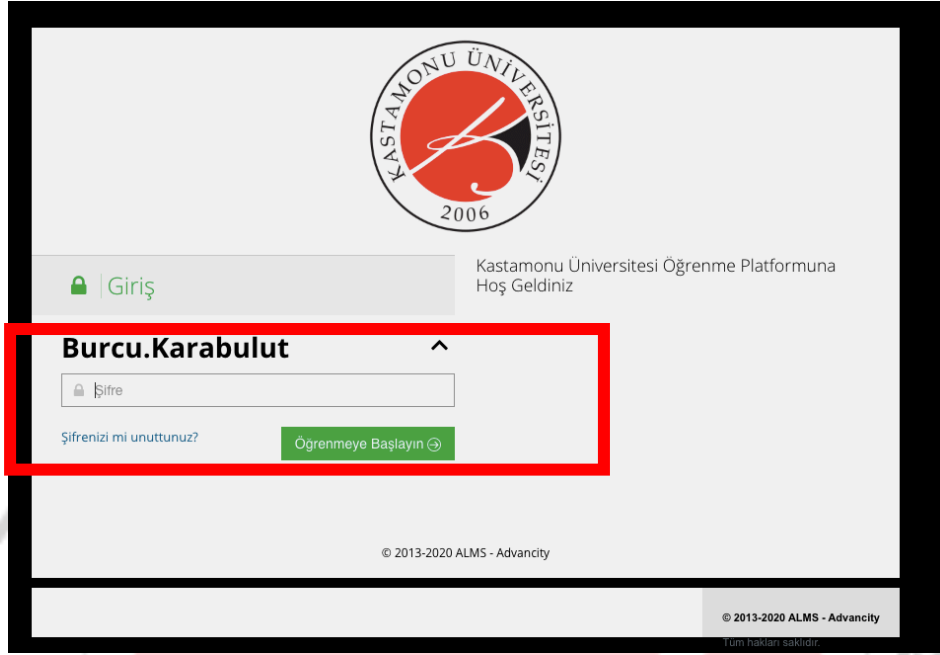 KASTAMONU ÜNİVERSİTESİ
2006
Giriş
Kastamonu Üniversitesi Öğrenme Platformuna
Hoş Geldiniz
Burcu.Karabulut
Şifre
Şifrenizi mi unuttunuz?
Öğrenmeye Başlayın
© 2013-2020 ALMS - Advancity
© 2013-2020 ALMS - Advancity
Tüm hakları saklıdır.